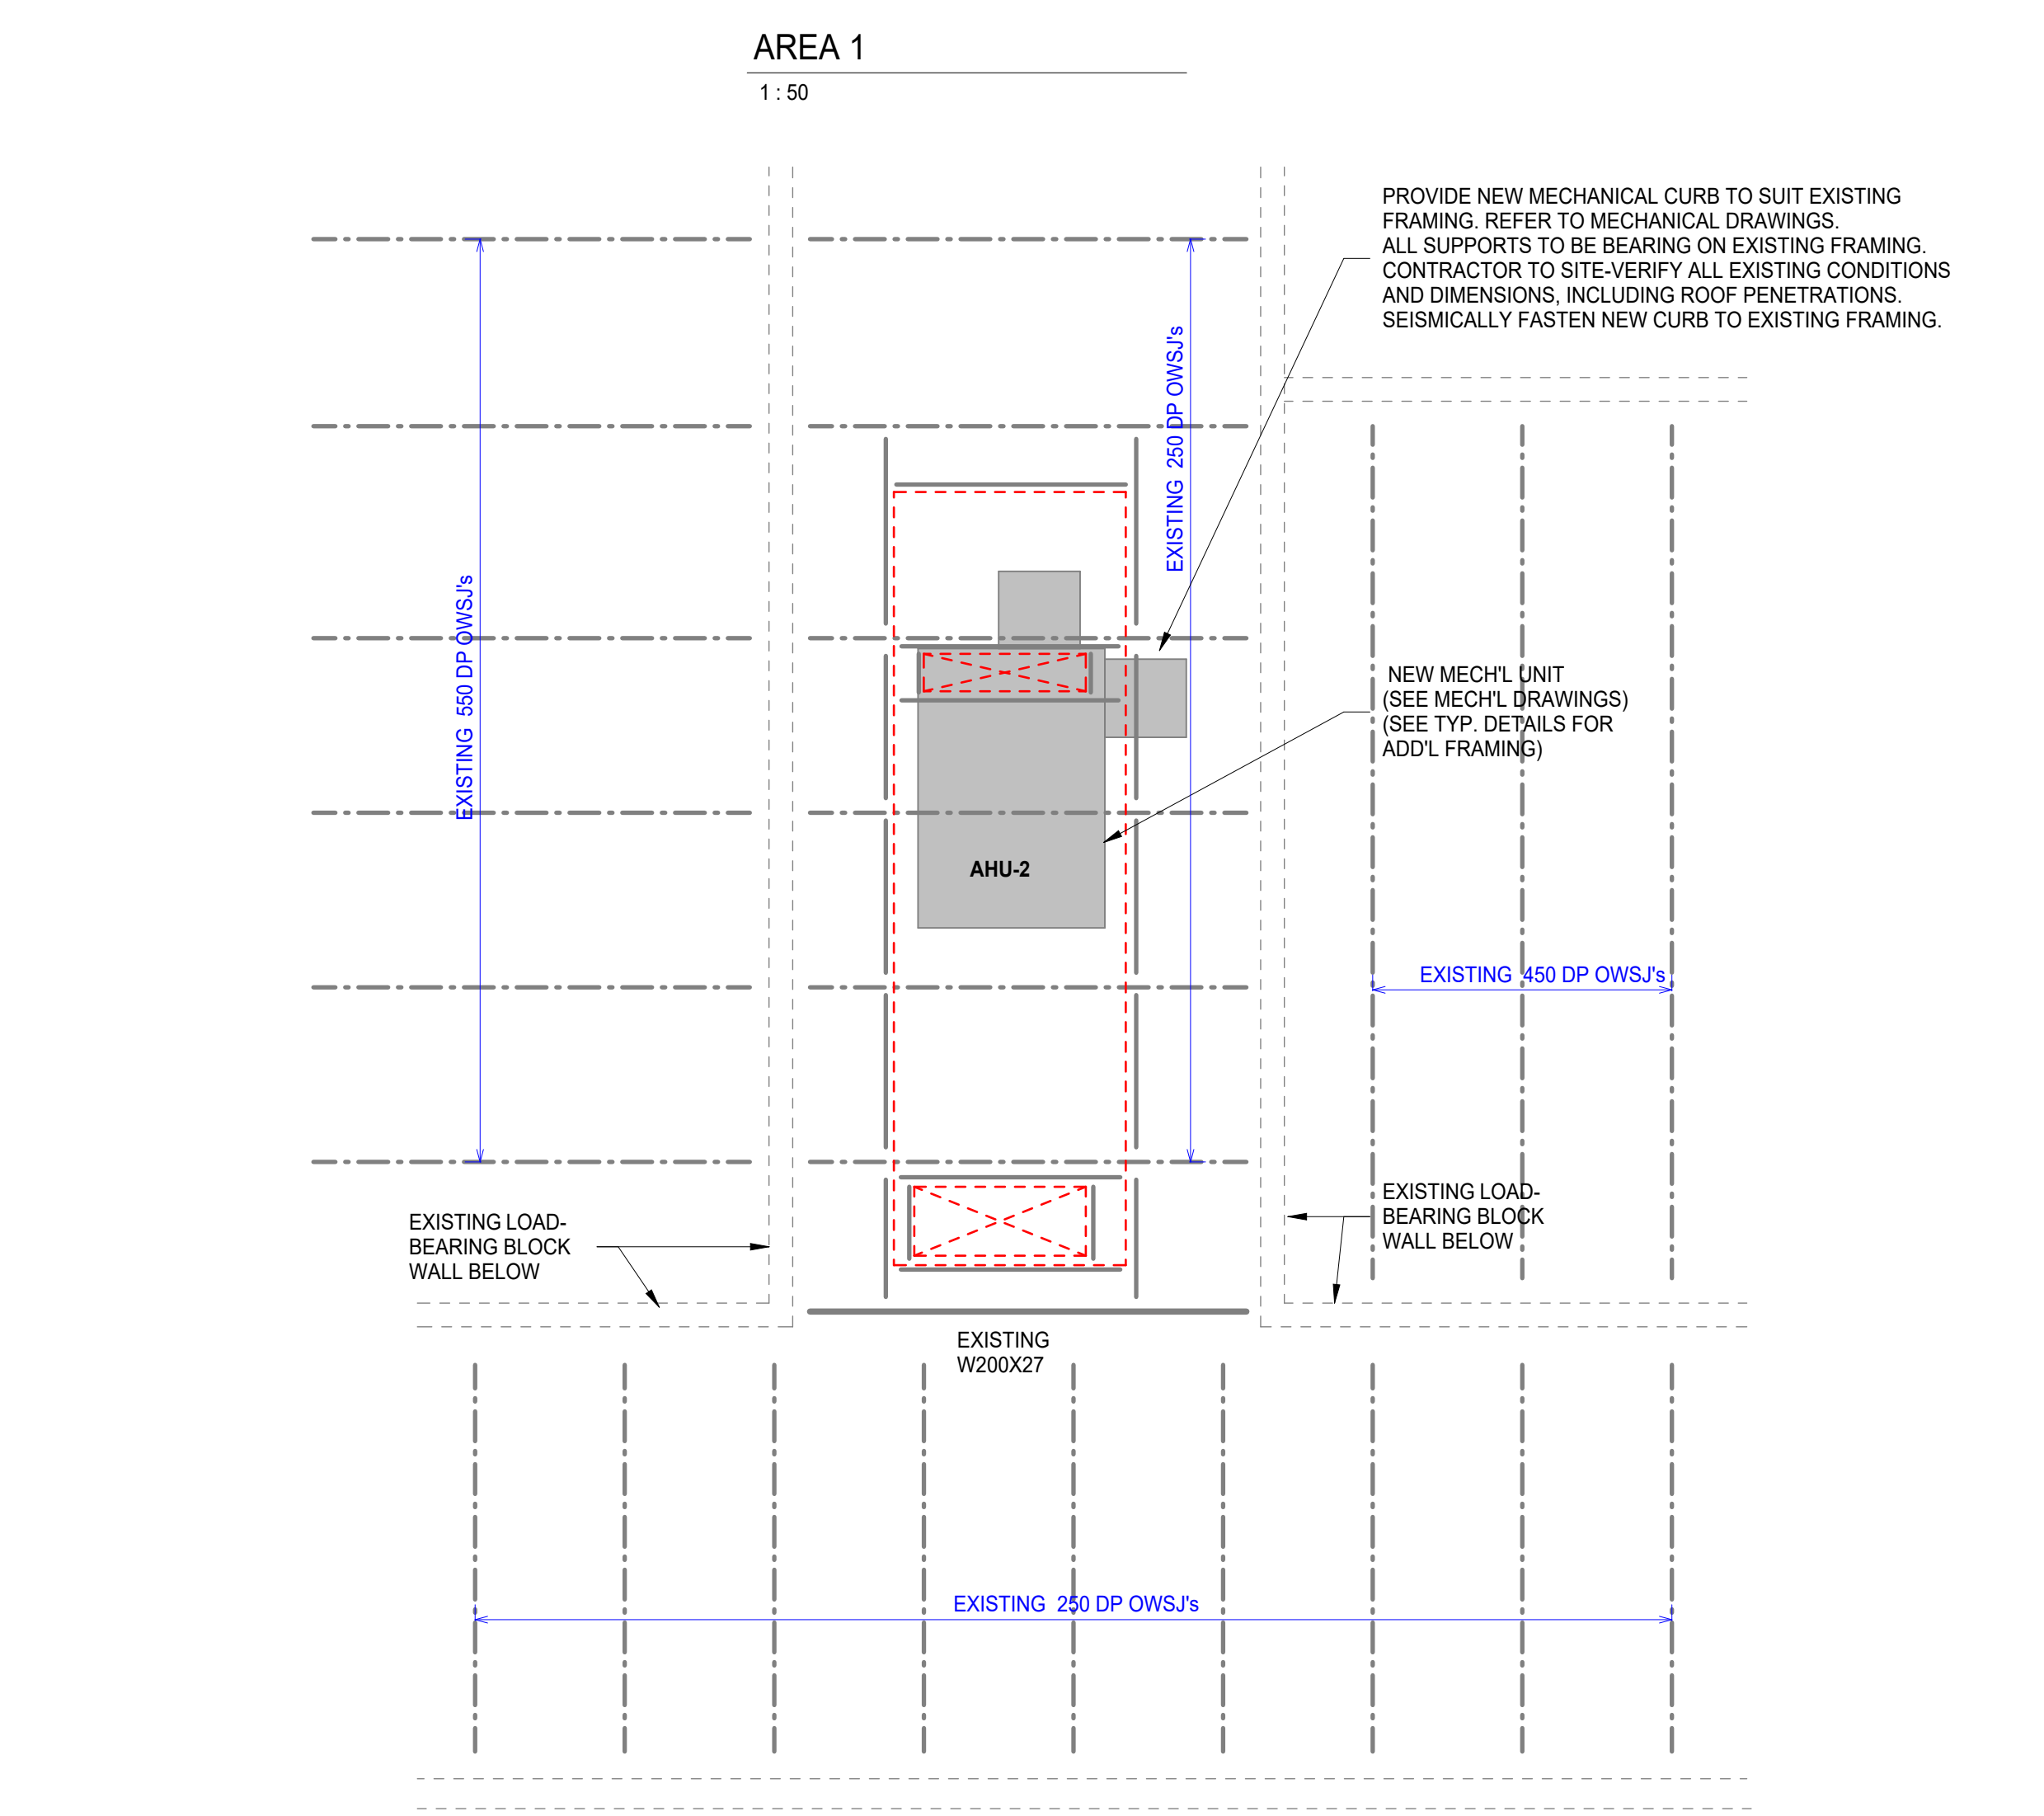 AREA 1
1 : 50
PROVIDE NEW MECHANICAL CURB TO SUIT EXISTING
FRAMING. REFER TO MECHANICAL DRAWINGS.
ALL SUPPORTS TO BE BEARING ON EXISTING FRAMING.
CONTRACTOR TO SITE-VERIFY ALL EXISTING CONDITIONS
AND DIMENSIONS, INCLUDING ROOF PENETRATIONS.
SEISMICALLY FASTEN NEW CURB TO EXISTING FRAMING.
EXISTING 250 DP OWSJ's
EXISTING 550 DP OWSJ's
NEW MECH'L UNIT
(SEE MECH'L DRAWINGS)
(SEE TYP. DETAILS FOR
ADD'L FRAMING)
AHU-2
EXISTING 450 DP OWSJ's
EXISTING LOAD-
BEARING BLOCK
WALL BELOW
EXISTING LOAD-
BEARING BLOCK
WALL BELOW
EXISTING
W200X27
EXISTING 250 DP OWSJ's